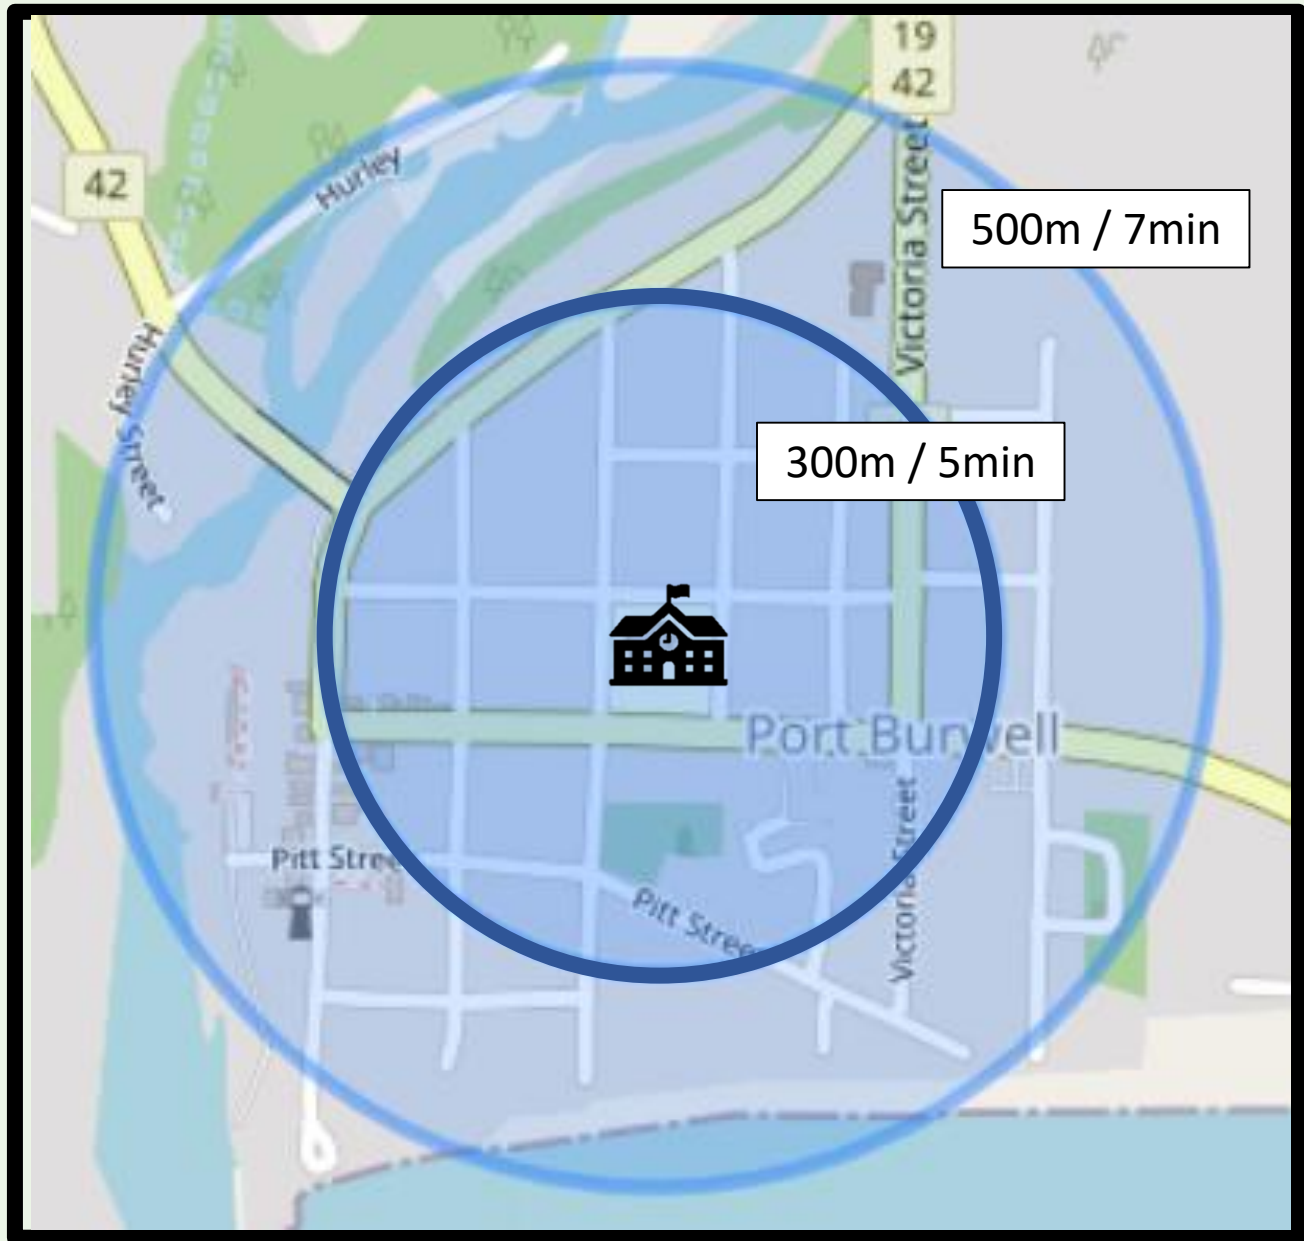 19
42
42
Hurley
Victoria Street
500m / 7min
Hurley Street
300m / 5min
Port Burwell
Pitt Stree
Pitt Stree
Victoria Street